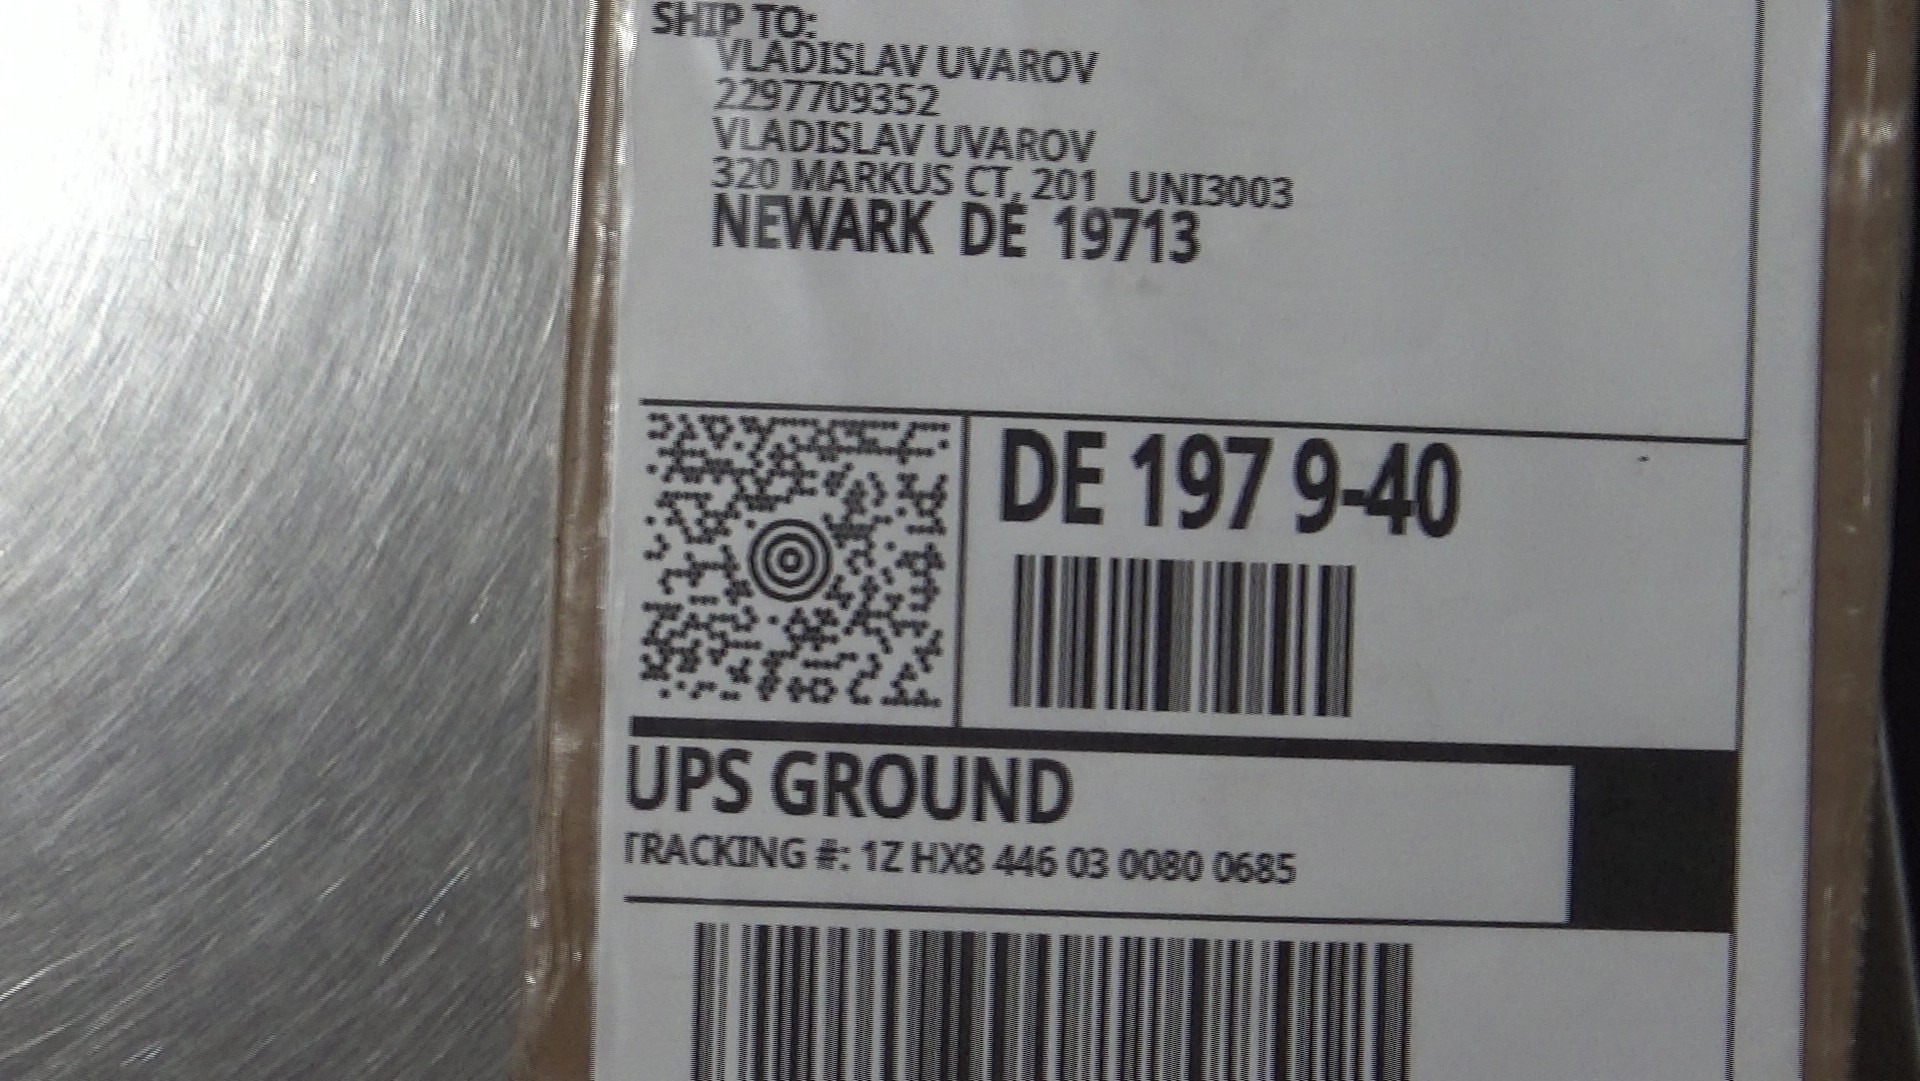 SHIP TO:
VLADISLAV UVAROV
2297709352
VLADISLAV UVAROV
320 MARKUS CT, 201 UNI3003
NEWARK DE 19713
DE 197 9-40
UPS GROUND
TRACKING #: 1Z HX8 446 03 0080 0685